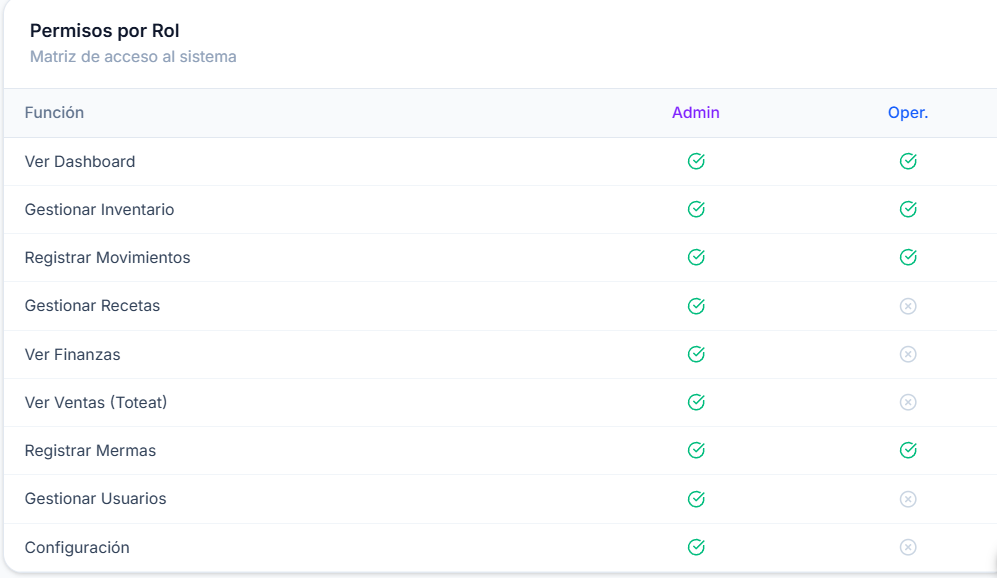 Permisos por Rol
Matriz de acceso al sistema
Función Admin Oper.
Ver Dashboard
Gestionar Inventario
Registrar Movimientos
Gestionar Recetas
Ver Finanzas
Ver Ventas (Toteat)
Registrar Mermas
Gestionar Usuarios
Configuración